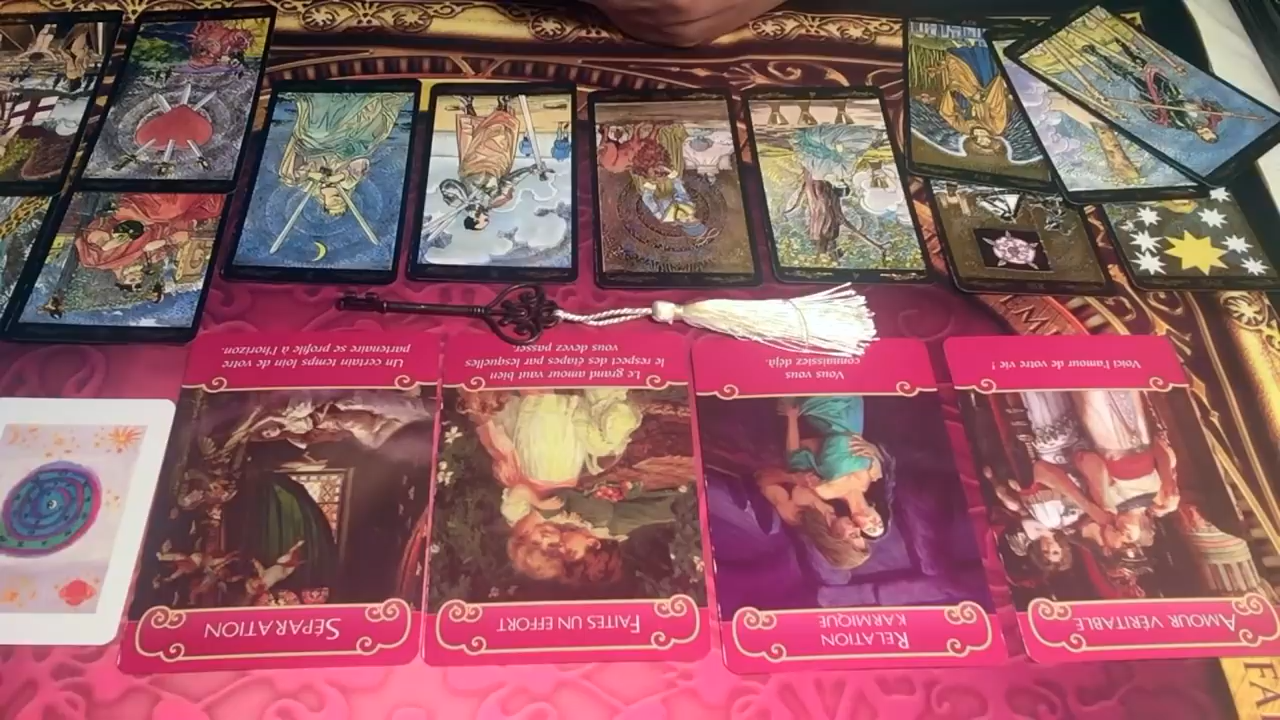 Un certain temps loin de votre
partenaire se profile à l'horizon.
SÉPARATION
Le grand amour vaut bien
le respect des étapes par lesquelles
vous devez passer.
FAITES UN EFFORT
Vous vous
connaissiez déjà.
RELATION
KARMIQUE
Voici l'amour de votre vie !
AMOUR VÉRITABLE